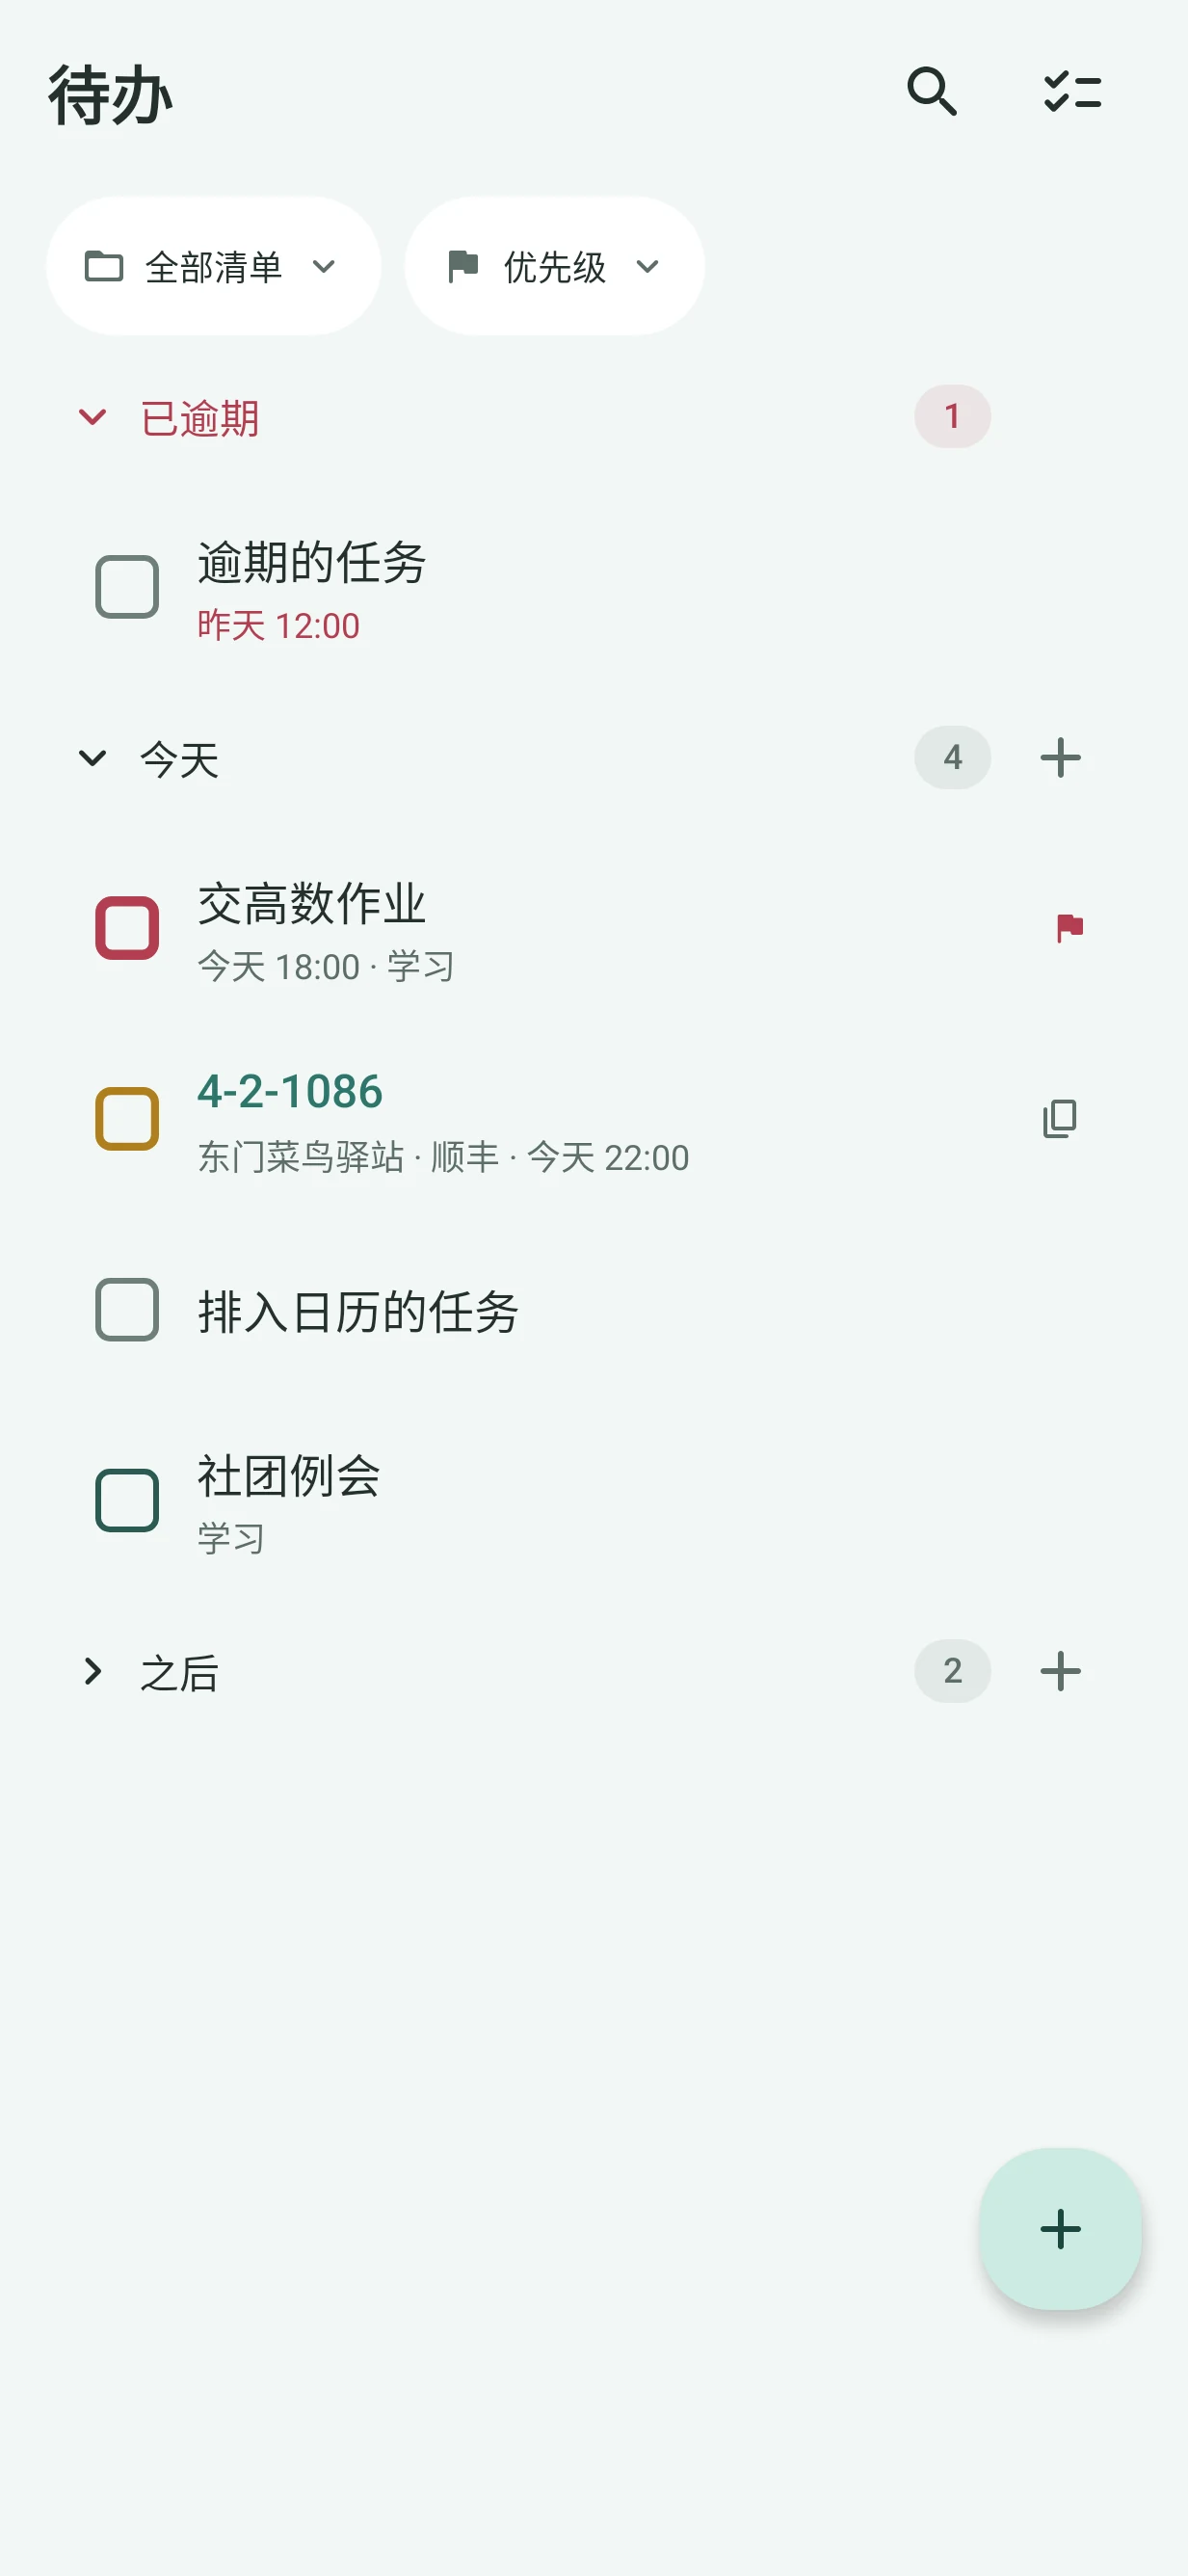 待办
全部清单 优先级
已逾期 1
逾期的任务
昨天 12:00
今天 4
交高数作业
今天 18:00 · 学习
4-2-1086
东门菜鸟驿站 · 顺丰 · 今天 22:00
排入日历的任务
社团例会
学习
之后 2